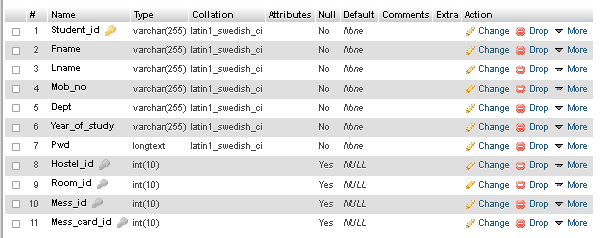 # Name Type Collation Attributes Null Default Comments Extra Action
1 Student_id varchar(255) latin1_swedish_ci No None Change Drop More
2 Fname varchar(255) latin1_swedish_ci No None Change Drop More
3 Lname varchar(255) latin1_swedish_ci No None Change Drop More
4 Mob_no varchar(255) latin1_swedish_ci No None Change Drop More
5 Dept varchar(255) latin1_swedish_ci No None Change Drop More
6 Year_of_study varchar(255) latin1_swedish_ci No None Change Drop More
7 Pwd longtext latin1_swedish_ci No None Change Drop More
8 Hostel_id int(10) Yes NULL Change Drop More
9 Room_id int(10) Yes NULL Change Drop More
10 Mess_id int(10) Yes NULL Change Drop More
11 Mess_card_id int(10) Yes NULL Change Drop More